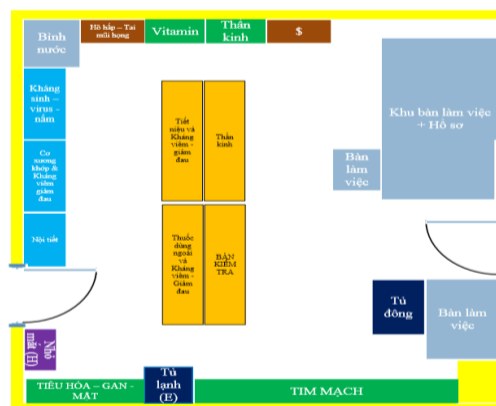 Bình
nước
Hô hấp – Tai
mũi họng
Vitamin
Thần
kinh
$
Kháng
sinh –
virus -
nấm
Cơ
xương
khớp &
Kháng
viêm
giảm
đau
Nội tiết
Tiết
niệu và
Kháng
viêm -
giảm
đau
Thần
kinh
Thuốc
dùng
ngoài
và
Kháng
viêm -
Giảm
đau
BÀN
KIỂM
TRA
Khu bàn làm việc
+ Hồ sơ
Bàn
làm
việc
Tủ
đông
Bàn làm
việc
Nhỏ
mắt (H)
TIÊU HÓA – GAN -
MẬT
Tủ
lạnh
(E)
TIM MẠCH